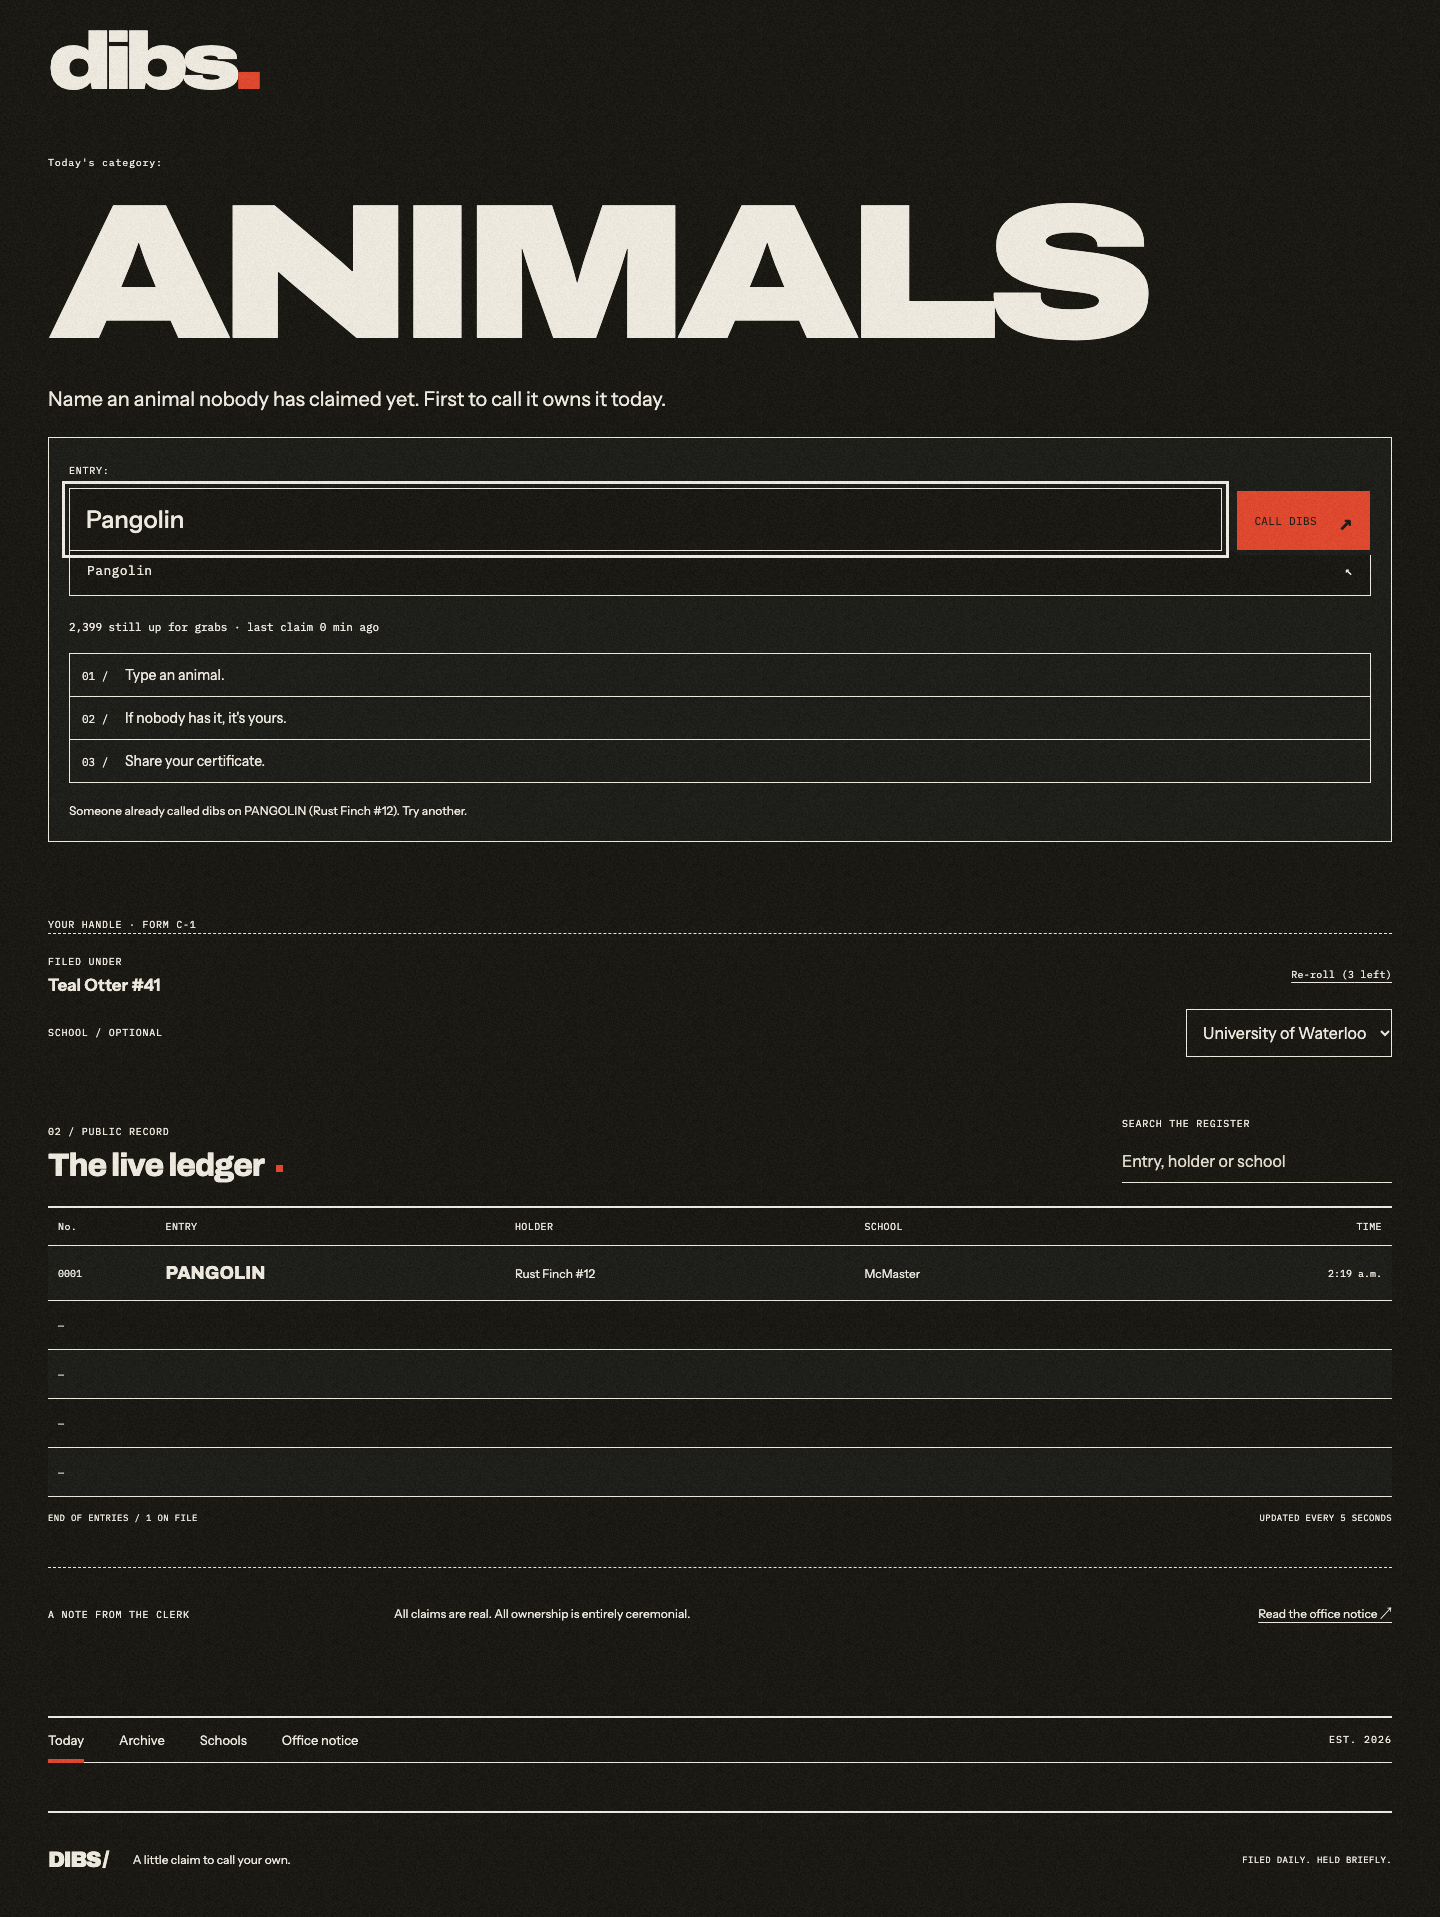 dibs.
Today's category:
ANIMALS
Name an animal nobody has claimed yet. First to call it owns it today.
ENTRY:
Pangolin
CALL DIBS ↗
Pangolin ↖
2,399 still up for grabs · last claim 0 min ago
01 / Type an animal.
02 / If nobody has it, it's yours.
03 / Share your certificate.
Someone already called dibs on PANGOLIN (Rust Finch #12). Try another.
YOUR HANDLE · FORM C-1
FILED UNDER
Teal Otter #41
Re-roll (3 left)
SCHOOL / OPTIONAL
University of Waterloo
02 / PUBLIC RECORD
The live ledger
SEARCH THE REGISTER
Entry, holder or school
No. ENTRY HOLDER SCHOOL TIME
0001 PANGOLIN Rust Finch #12 McMaster 2:19 a.m.
—
—
—
—
END OF ENTRIES / 1 ON FILE UPDATED EVERY 5 SECONDS
A NOTE FROM THE CLERK All claims are real. All ownership is entirely ceremonial. Read the office notice ↗
Today Archive Schools Office notice EST. 2026
DIBS/ A little claim to call your own. FILED DAILY. HELD BRIEFLY.